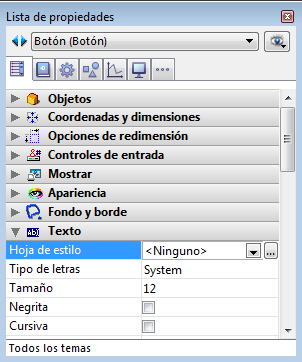 Lista de propiedades
Botón (Botón)
Objetos
Coordenadas y dimensiones
Opciones de redimensión
Controles de entrada
Mostrar
Apariencia
Fondo y borde
Texto
Hoja de estilo <Ninguno>
Tipo de letras System
Tamaño 12
Negrita
Cursiva
Todos los temas